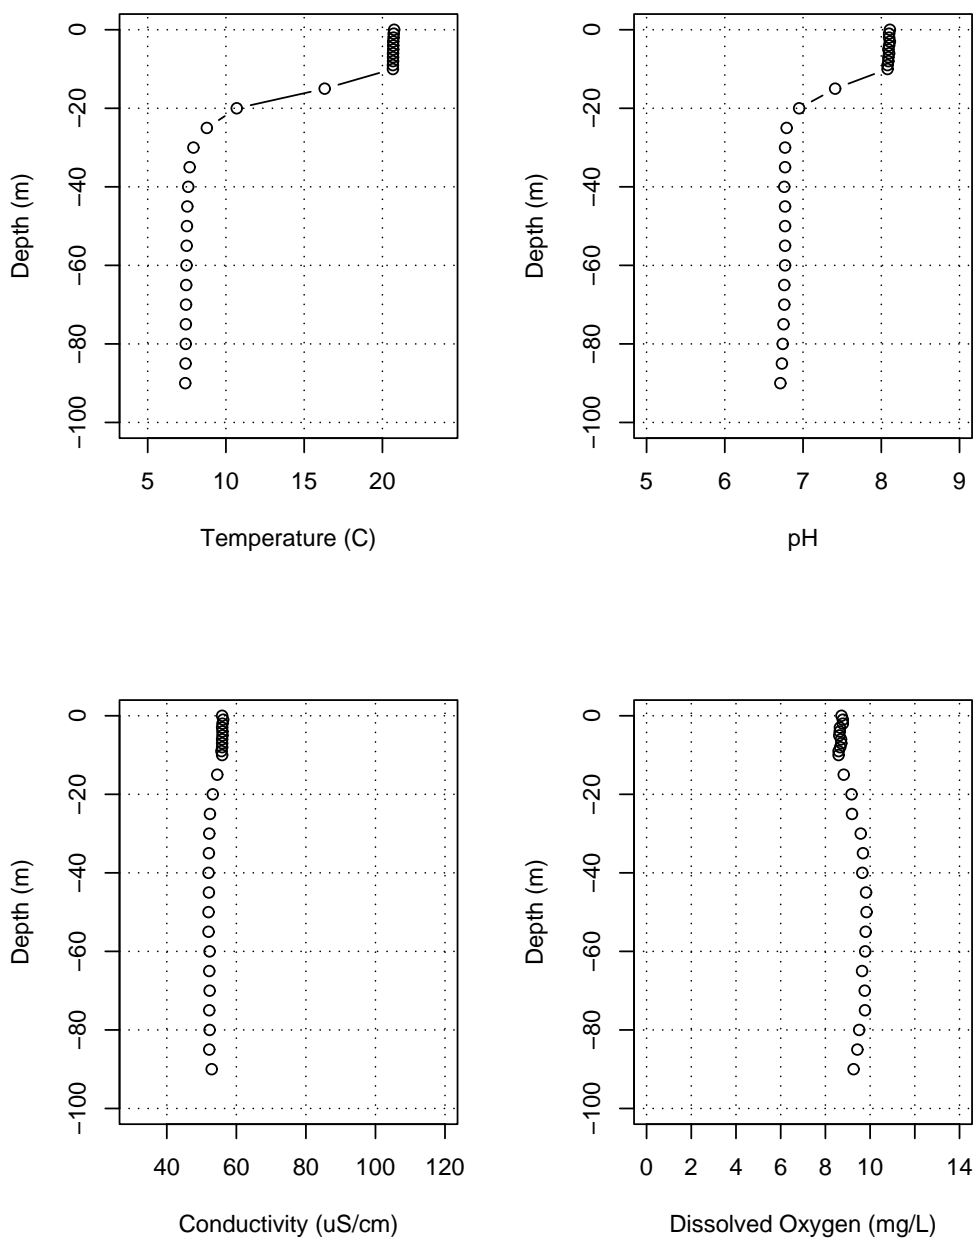 0
−20
−40
−60
−80
−100
Depth (m)
5 10 15 20
Temperature (C)
0
−20
−40
−60
−80
−100
Depth (m)
5 6 7 8 9
pH
0
−20
−40
−60
−80
−100
Depth (m)
40 60 80 100 120
Conductivity (uS/cm)
0
−20
−40
−60
−80
−100
Depth (m)
0 2 4 6 8 10 14
Dissolved Oxygen (mg/L)